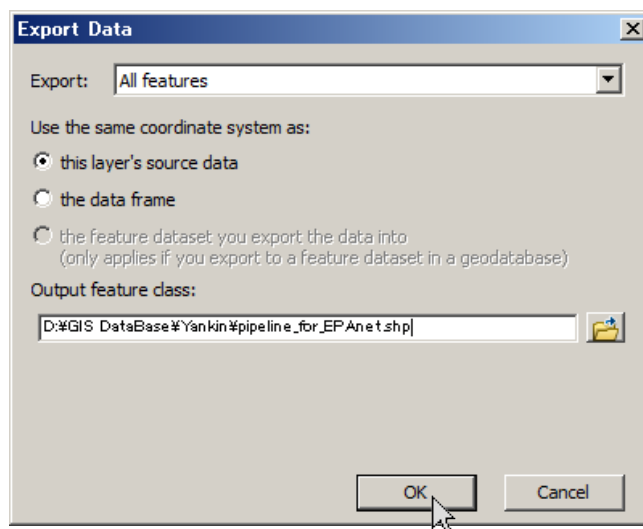 Export Data
Export: All features
Use the same coordinate system as:
this layer's source data
the data frame
the feature dataset you export the data into
(only applies if you export to a feature dataset in a geodatabase)
Output feature class:
D:¥GIS DataBase¥Yankin¥pipeline_for_EPAnet.shp
OK
Cancel